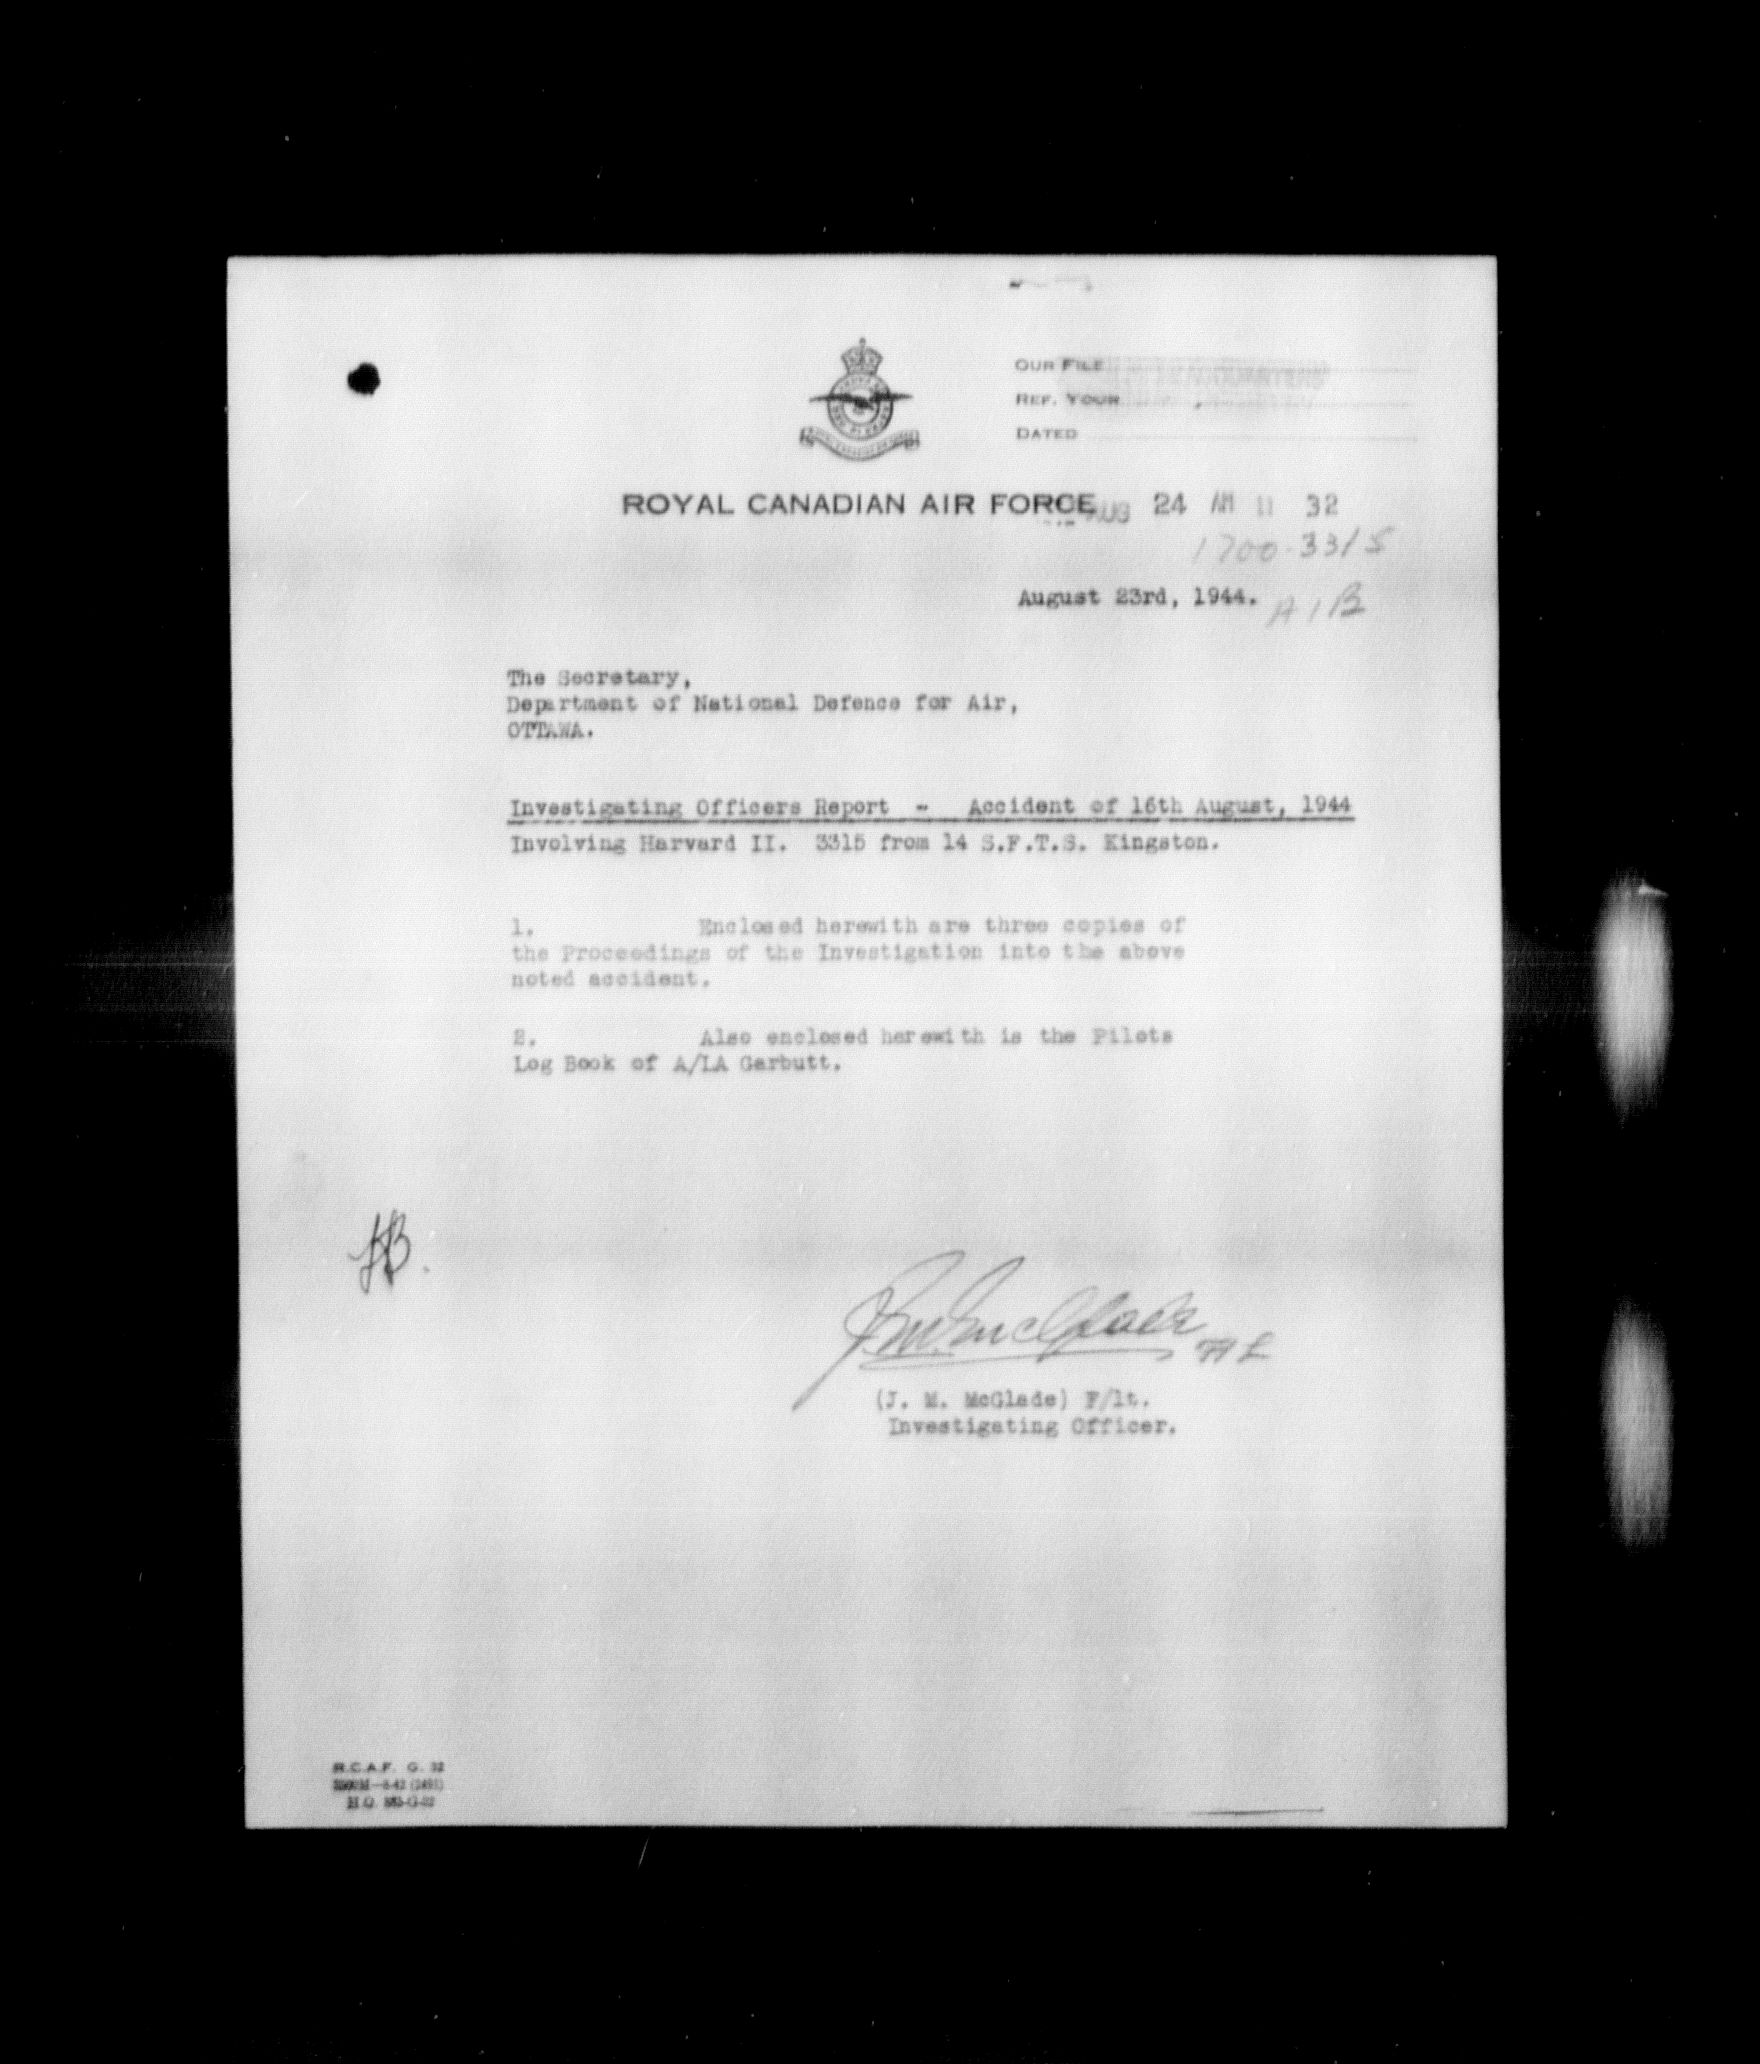 OUR FILE
HEADQUARTERS
REF. YOUR
DATED
ROYAL CANADIAN AIR FORCE
AUG 24 AM 11 32
1700-3315
August 23rd, 1944.
AIB
The Secretary,
Department of National Defence for Air,
OTTAWA.
Investigating Officers Report - Accident of 16th August, 1944
Involving Harvard II. 3315 from 14 S.F.T.S. Kingston.
1. Enclosed herewith are three copies of
the Proceedings of the Investigation into the above
noted accident.
2. Also enclosed herewith is the Pilots
Log Book of A/LA Garbutt.
J.M. McGlade F/L
(J. M. McGlade) F/lt.
Investigating Officer.
R.C.A.F. G. 32